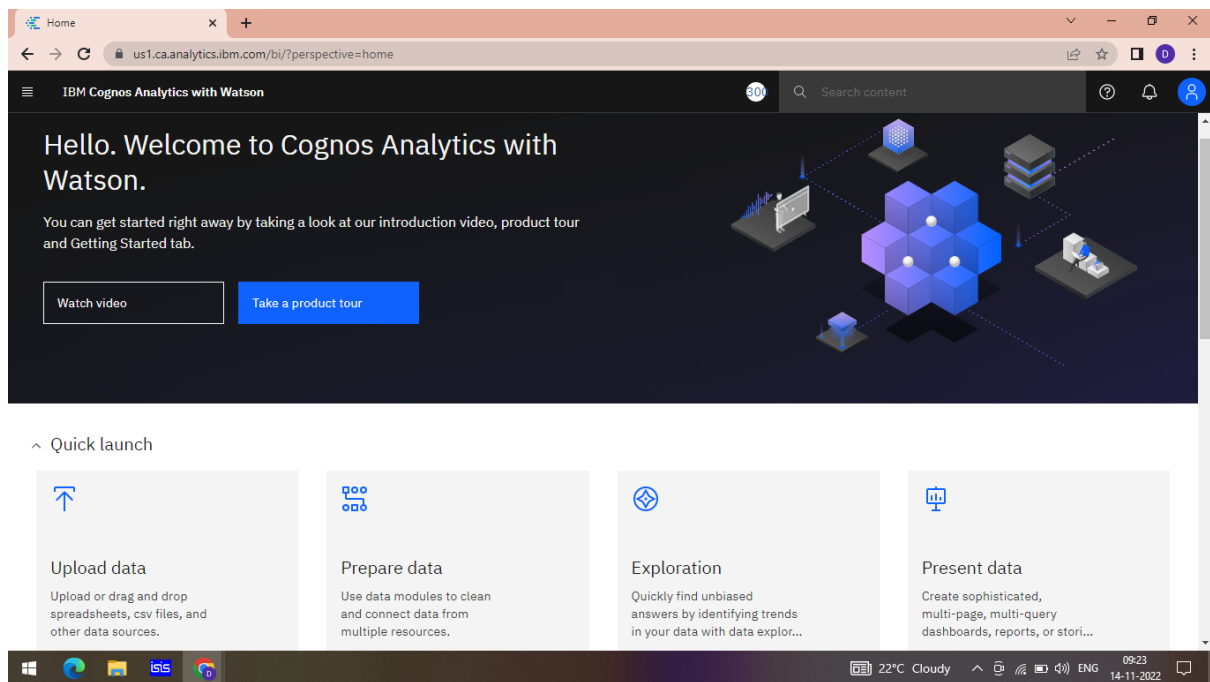 Home
us1.ca.analytics.ibm.com/bi/?perspective=home
D
IBM Cognos Analytics with Watson
300
Search content
Hello. Welcome to Cognos Analytics with
Watson.
You can get started right away by taking a look at our introduction video, product tour
and Getting Started tab.
Watch video
Take a product tour
Quick launch
Upload data
Upload or drag and drop
spreadsheets, csv files, and
other data sources.
Prepare data
Use data modules to clean
and connect data from
multiple resources.
Exploration
Quickly find unbiased
answers by identifying trends
in your data with data explor...
Present data
Create sophisticated,
multi-page, multi-query
dashboards, reports, or stori...
isis
D
22°C Cloudy
ENG
09:23
14-11-2022